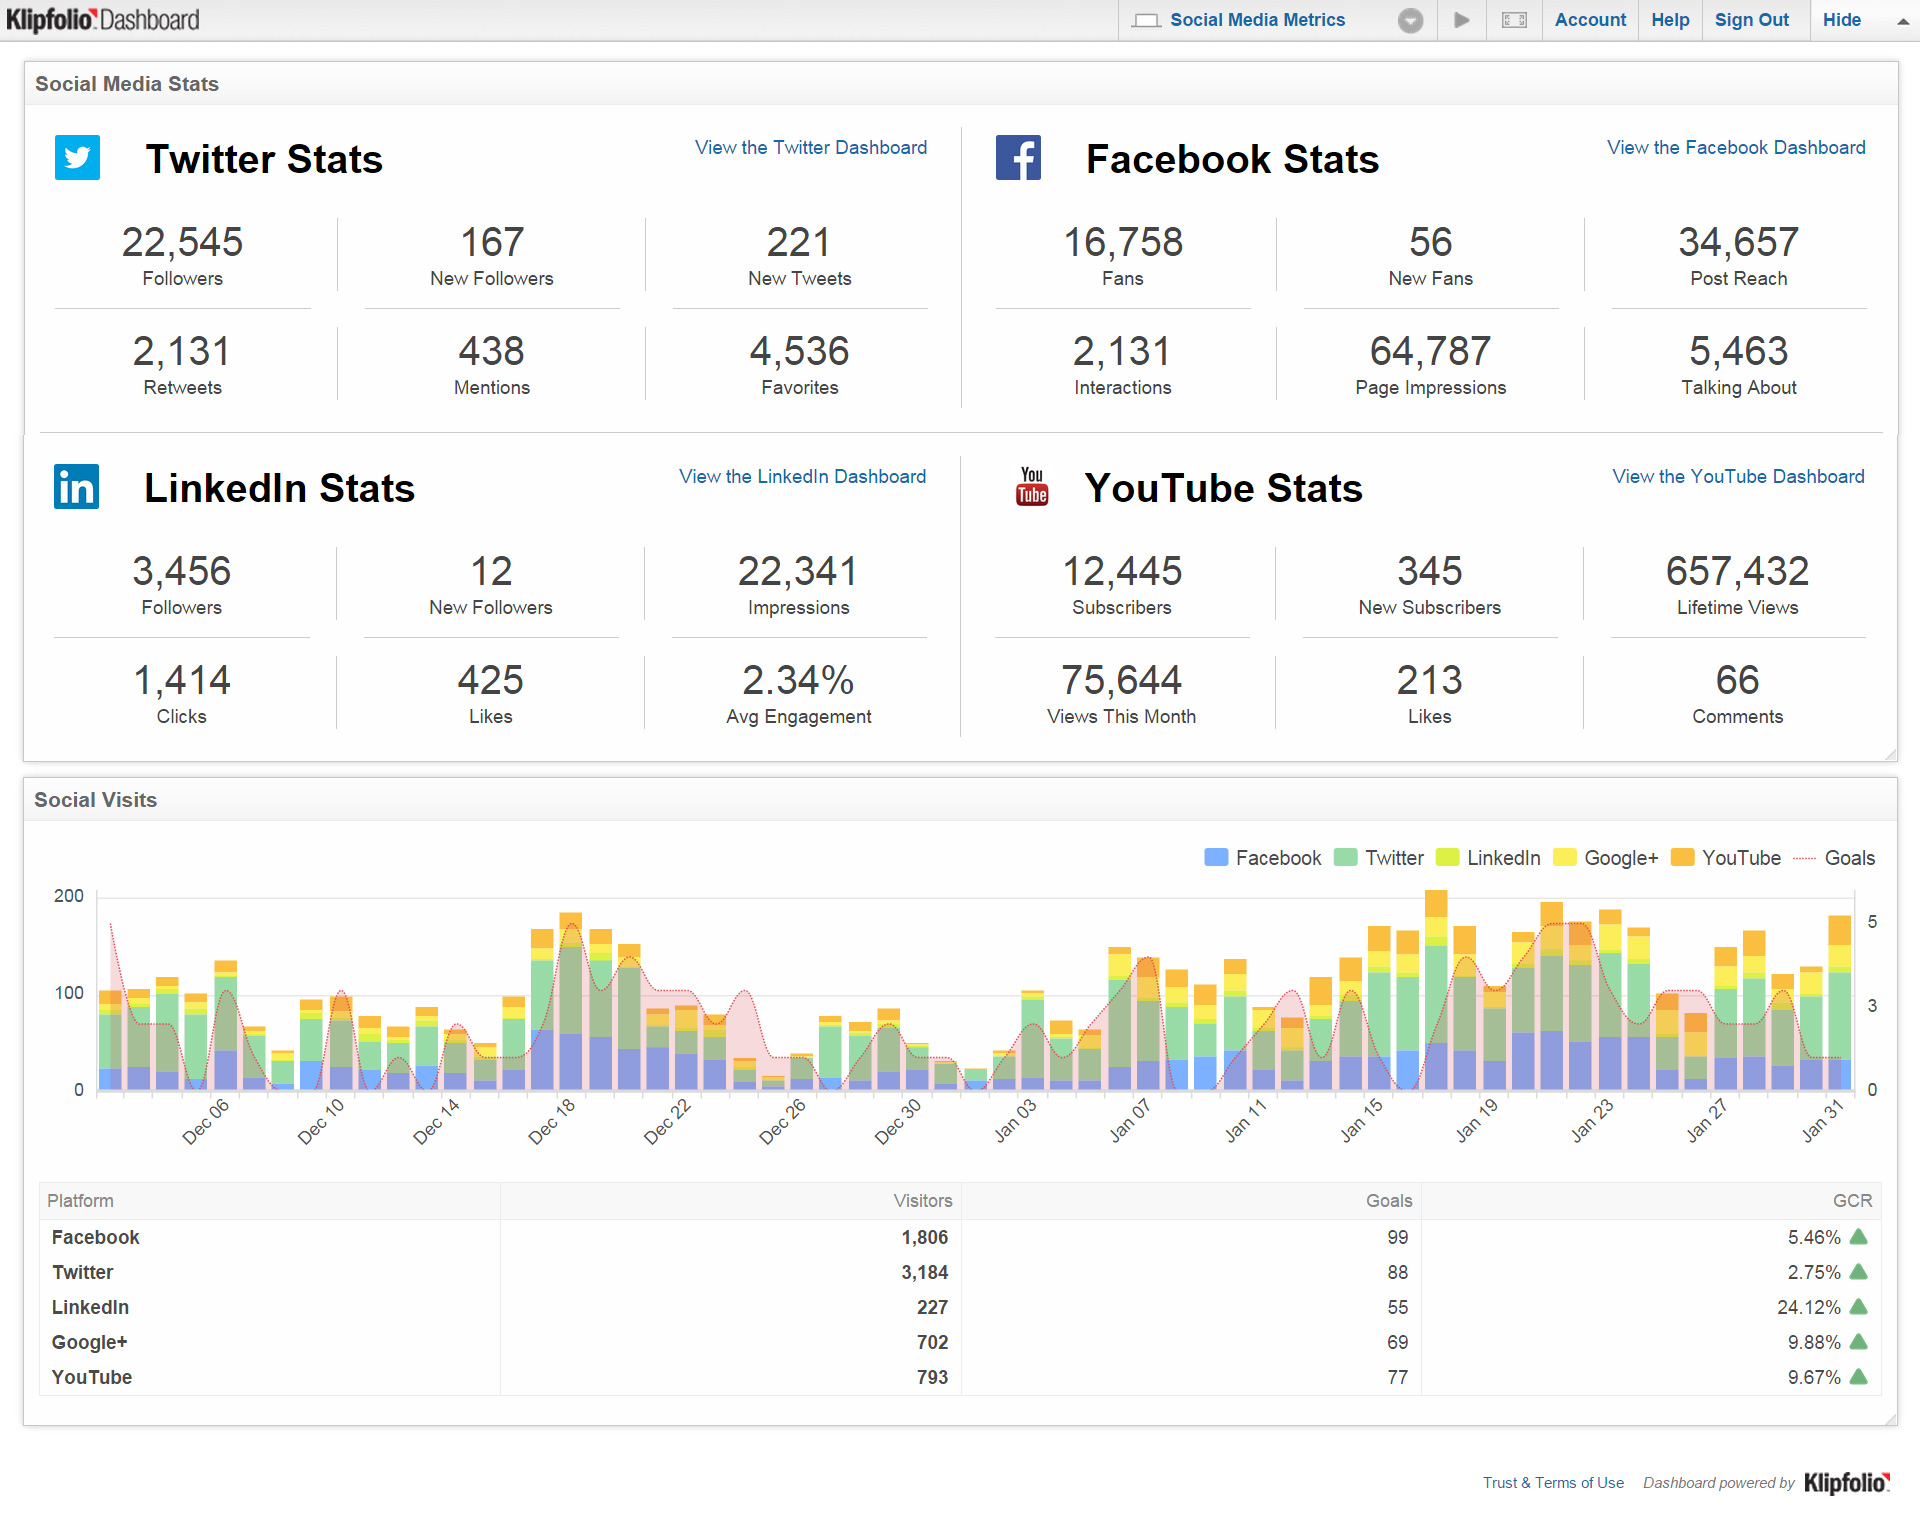 Klipfolio Dashboard
Social Media Metrics
Account
Help
Sign Out
Hide
Social Media Stats
Twitter Stats
View the Twitter Dashboard
22,545
Followers
167
New Followers
221
New Tweets
2,131
Retweets
438
Mentions
4,536
Favorites
Facebook Stats
View the Facebook Dashboard
16,758
Fans
56
New Fans
34,657
Post Reach
2,131
Interactions
64,787
Page Impressions
5,463
Talking About
in
LinkedIn Stats
View the LinkedIn Dashboard
3,456
Followers
12
New Followers
22,341
Impressions
1,414
Clicks
425
Likes
2.34%
Avg Engagement
You
Tube
YouTube Stats
View the YouTube Dashboard
12,445
Subscribers
345
New Subscribers
657,432
Lifetime Views
75,644
Views This Month
213
Likes
66
Comments
Social Visits
Facebook Twitter LinkedIn Google+ YouTube Goals
200
100
0
5
3
0
Dec 06 Dec 10 Dec 14 Dec 18 Dec 22 Dec 26 Dec 30 Jan 03 Jan 07 Jan 11 Jan 15 Jan 19 Jan 23 Jan 27 Jan 31
Platform Visitors Goals GCR
Facebook 1,806 99 5.46%
Twitter 3,184 88 2.75%
LinkedIn 227 55 24.12%
Google+ 702 69 9.88%
YouTube 793 77 9.67%
Trust & Terms of Use Dashboard powered by Klipfolio